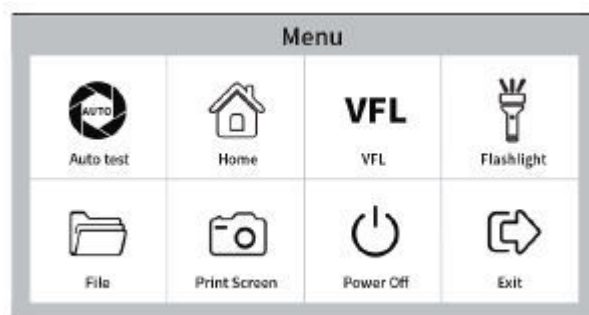 Menu
AUTO
VFL
Auto test
Home
VFL
Flashlight
File
Print Screen
Power Off
Exit